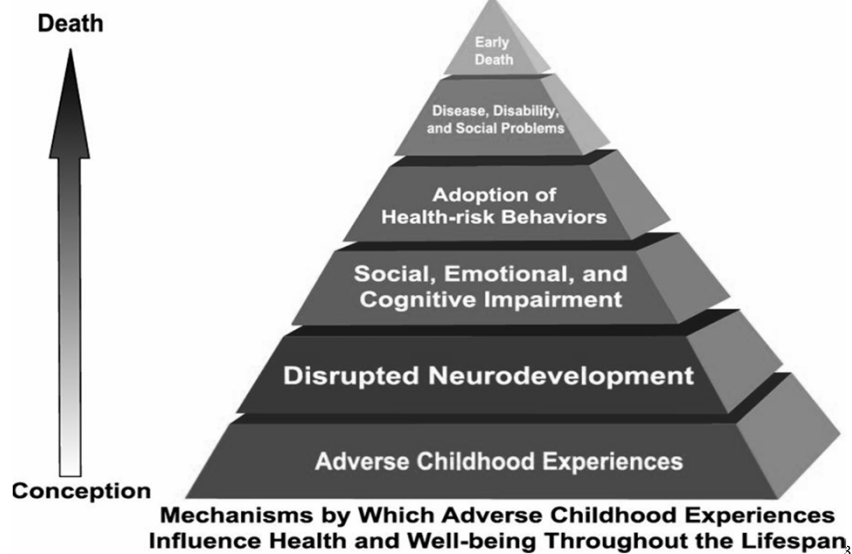 Death
Early
Death
Disease, Disability,
and Social Problems
Adoption of
Health-risk Behaviors
Social, Emotional, and
Cognitive Impairment
Disrupted Neurodevelopment
Adverse Childhood Experiences
Conception
Mechanisms by Which Adverse Childhood Experiences
Influence Health and Well-being Throughout the Lifespan